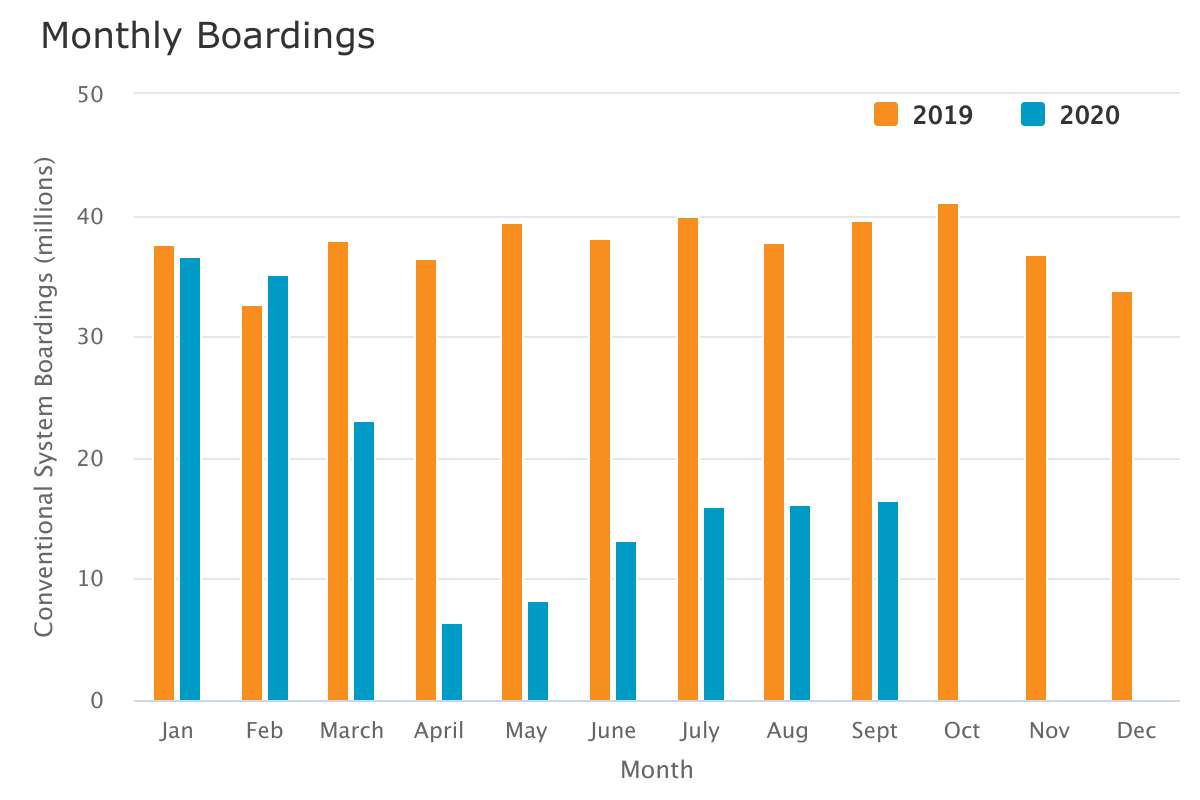 Monthly Boardings
50
2019 2020
40
30
20
10
0
Conventional System Boardings (millions)
Jan Feb March April May June July Aug Sept Oct Nov Dec
Month